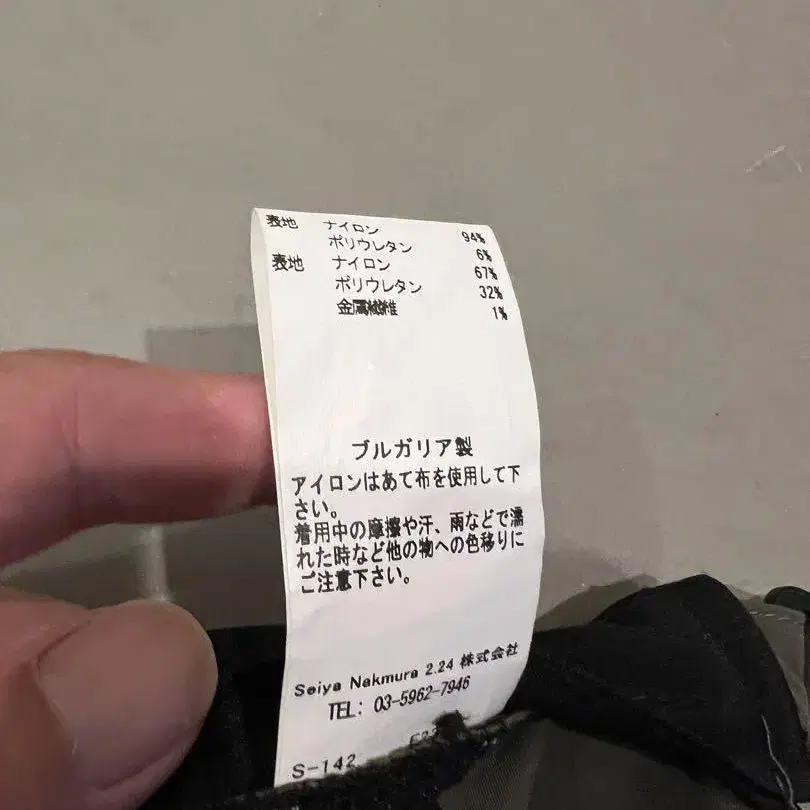 表地 ナイロン 94%
ポリウレタン 6%
表地 ナイロン 67%
ポリウレタン 32%
金属繊維 1%
ブルガリア製
アイロンはあて布を使用して下
さい。
着用中の摩擦や汗、雨などで濡
れた時など他の物への色移りに
ご注意下さい。
Seiya Nakmura 2.24 株式会社
TEL: 03-5962-7946
S-142